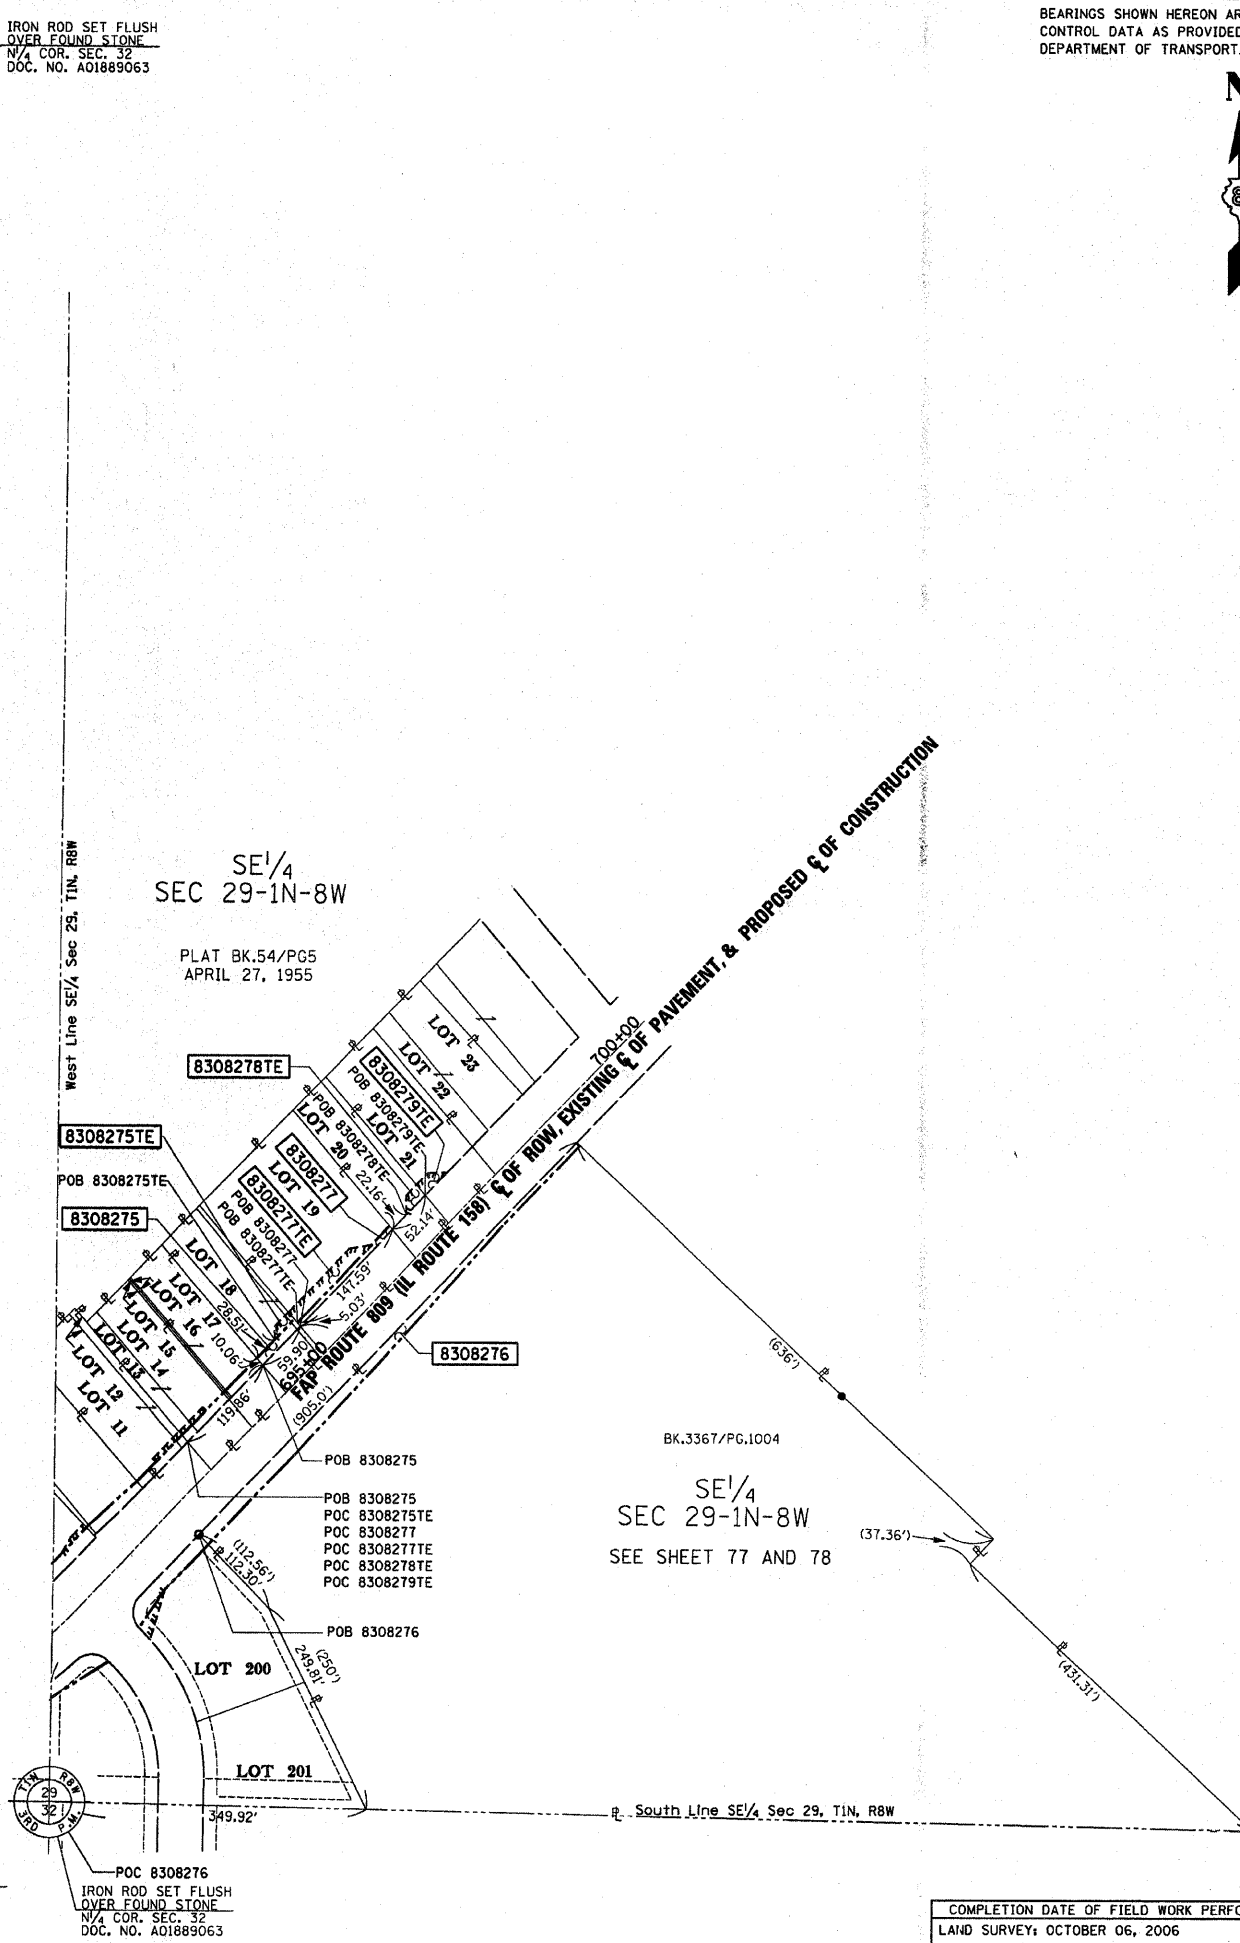 IRON ROD SET FLUSH
OVER FOUND STONE
N1/4 COR. SEC. 32
DOC. NO. A01889063
BEARINGS SHOWN HEREON AR
CONTROL DATA AS PROVIDED
DEPARTMENT OF TRANSPORT
N
8
West Line SE1/4 Sec 29, T1N, R8W
SE1/4
SEC 29-1N-8W
PLAT BK.54/PG5
APRIL 27, 1955
8308278TE
8308275TE
POB 8308275TE
8308275
LOT 23
LOT 22
8308279TE
POB 8308279TE
LOT 21
POB 8308278TE
LOT 20
22.16'
8308277
LOT 19
8308277TE
POB 8308277
POB 8308277TE
LOT 18
LOT 17
LOT 16
LOT 15
LOT 14
LOT 13
LOT 12
LOT 11
28.51'
10.06'
52.14'
147.59'
5.03'
59.90'
119.86'
695+00
700+00
FAP ROUTE 809 (IL ROUTE 158) ℄ OF ROW, EXISTING ℄ OF PAVEMENT, & PROPOSED ℄ OF CONSTRUCTION
(905.0')
8308276
(636')
POB 8308275
POB 8308275
POC 8308275TE
POC 8308277
POC 8308277TE
POC 8308278TE
POC 8308279TE
POB 8308276
BK.3367/PG.1004
SE1/4
SEC 29-1N-8W
SEE SHEET 77 AND 78
(37.36')
(431.31')
(112.56')
112.30'
(250')
249.81'
LOT 200
LOT 201
349.92'
South Line SE1/4 Sec 29, T1N, R8W
T1N R8W
29
32
3RD P.M.
POC 8308276
IRON ROD SET FLUSH
OVER FOUND STONE
N1/4 COR. SEC. 32
DOC. NO. A01889063
COMPLETION DATE OF FIELD WORK PERFO
LAND SURVEY: OCTOBER 06, 2006